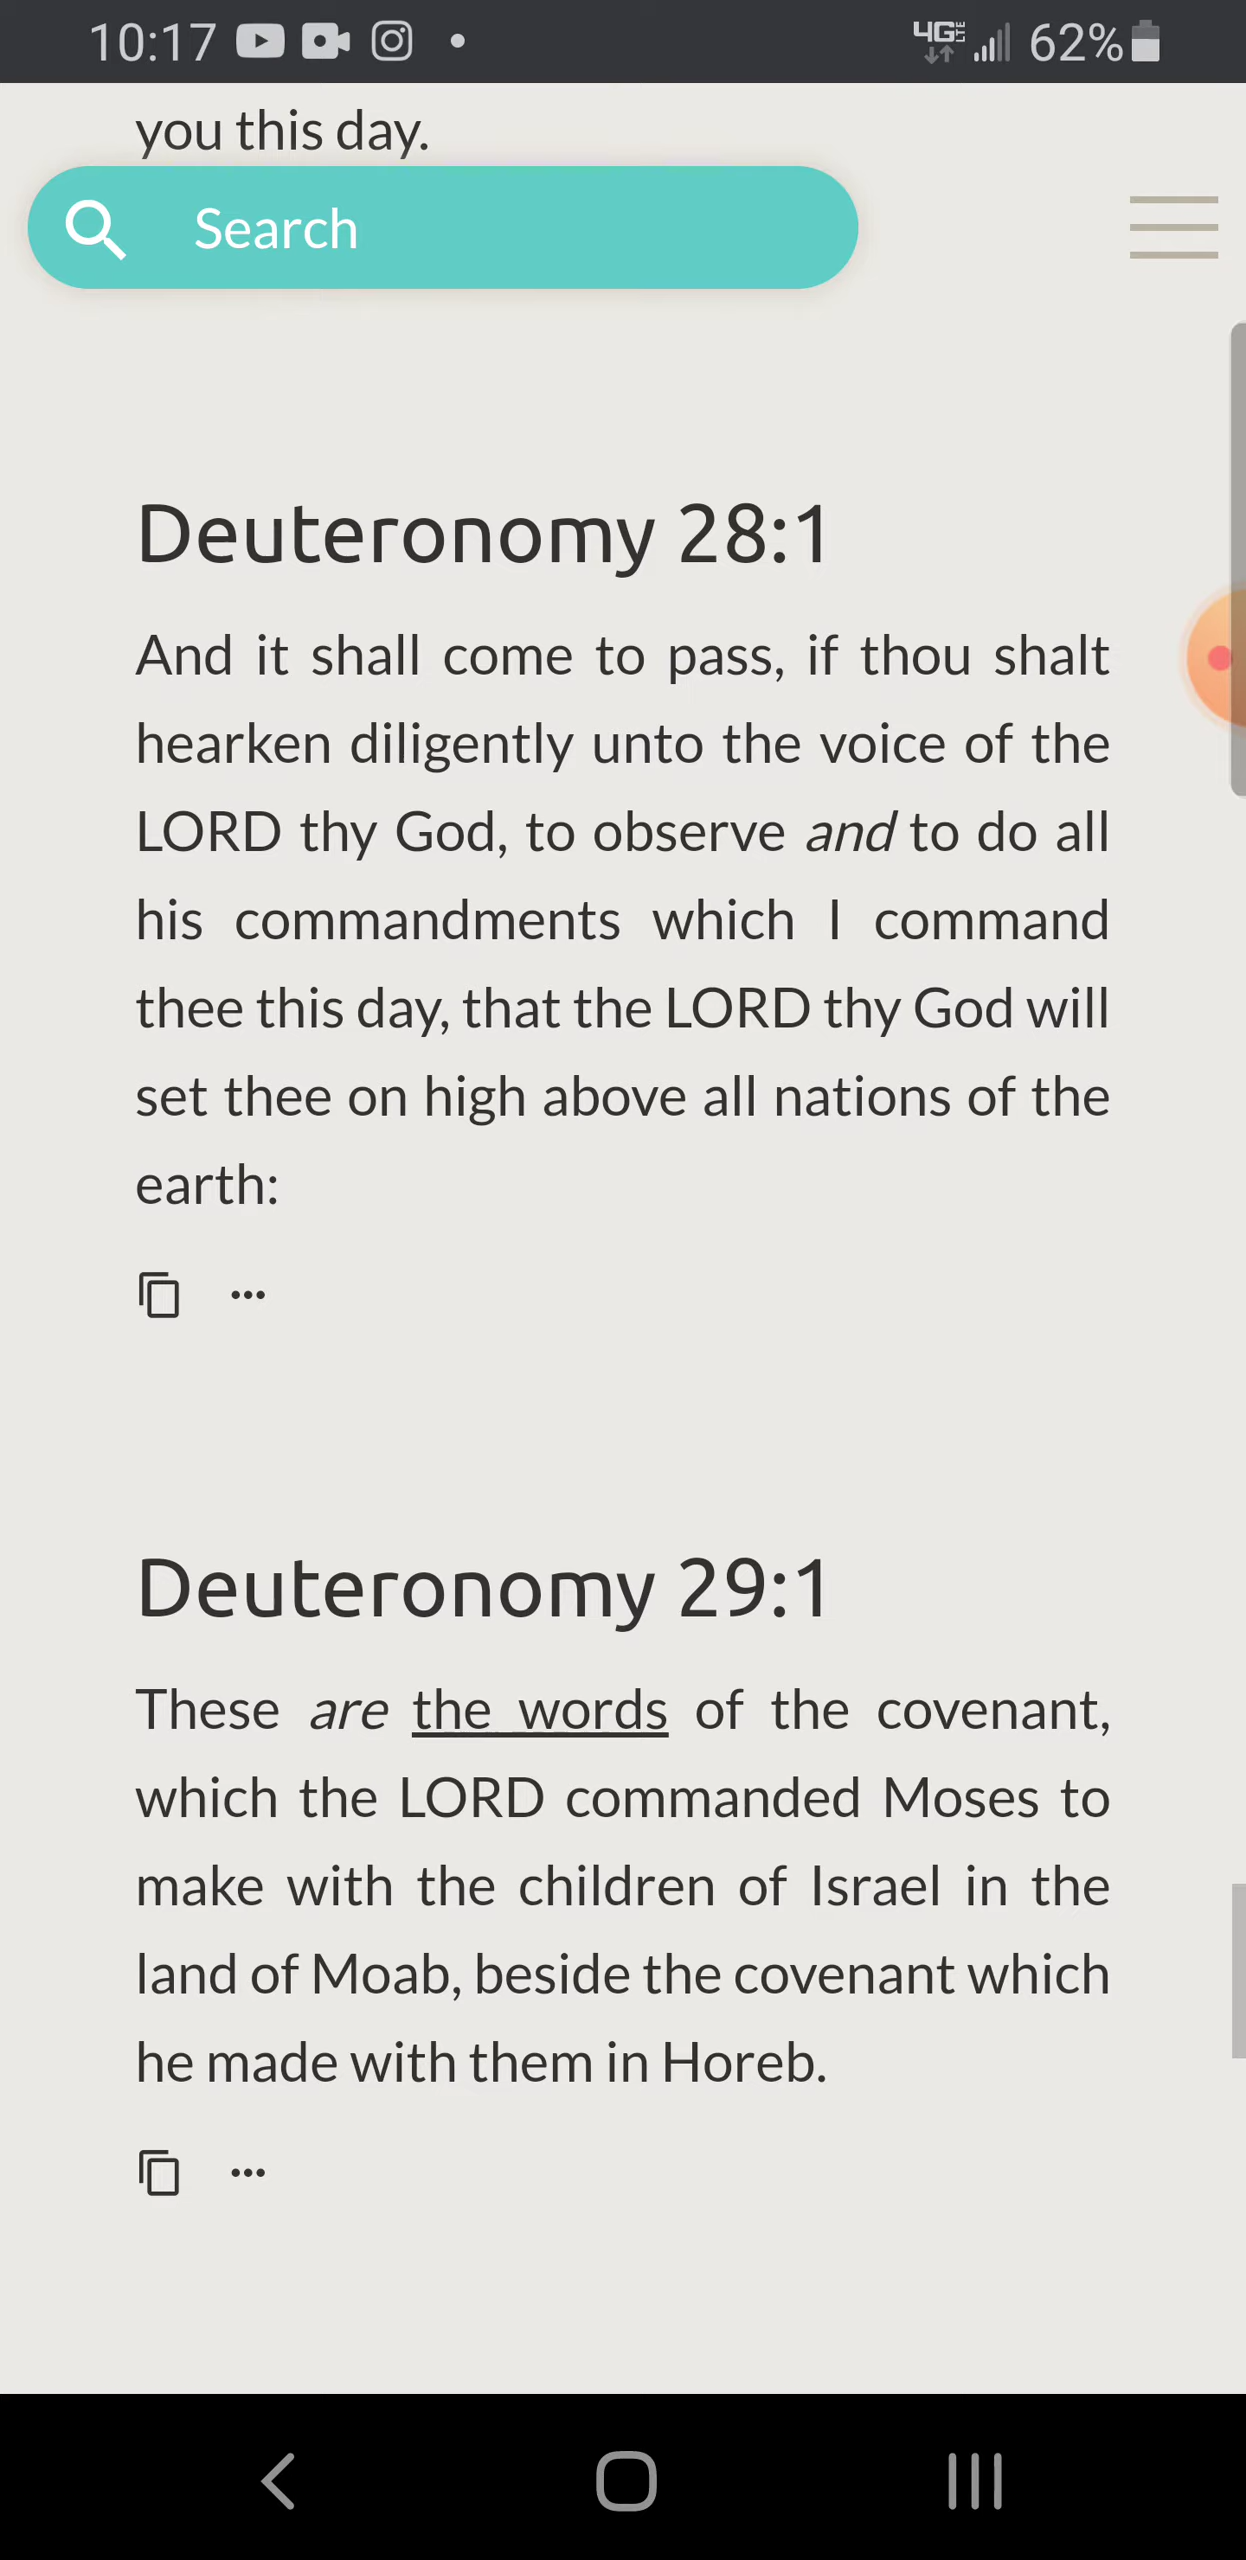 10:17
4G LTE
62%
you this day.
Search
Deuteronomy 28:1
And it shall come to pass, if thou shalt
hearken diligently unto the voice of the
LORD thy God, to observe and to do all
his commandments which I command
thee this day, that the LORD thy God will
set thee on high above all nations of the
earth:
Deuteronomy 29:1
These are the words of the covenant,
which the LORD commanded Moses to
make with the children of Israel in the
land of Moab, beside the covenant which
he made with them in Horeb.